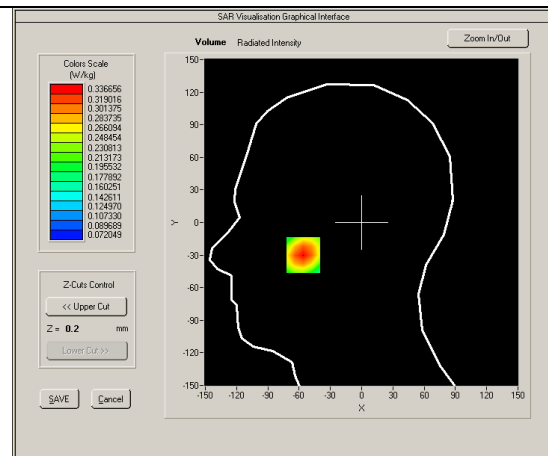 SAR Visualisation Graphical Interface
Volume Radiated Intensity
Zoom In/Out
Colors Scale
(W/kg)
0.336656
0.319016
0.301375
0.283735
0.266094
0.248454
0.230813
0.213173
0.195532
0.177892
0.160251
0.142611
0.124970
0.107330
0.089689
0.072049
Z-Cuts Control
<< Upper Cut
Z = 0.2 mm
Lower Cut >>
SAVE Cancel
150
120
90
60
30
0
-30
-60
-90
-120
-150
Y
-150 -120 -90 -60 -30 0 30 60 90 120 150
X